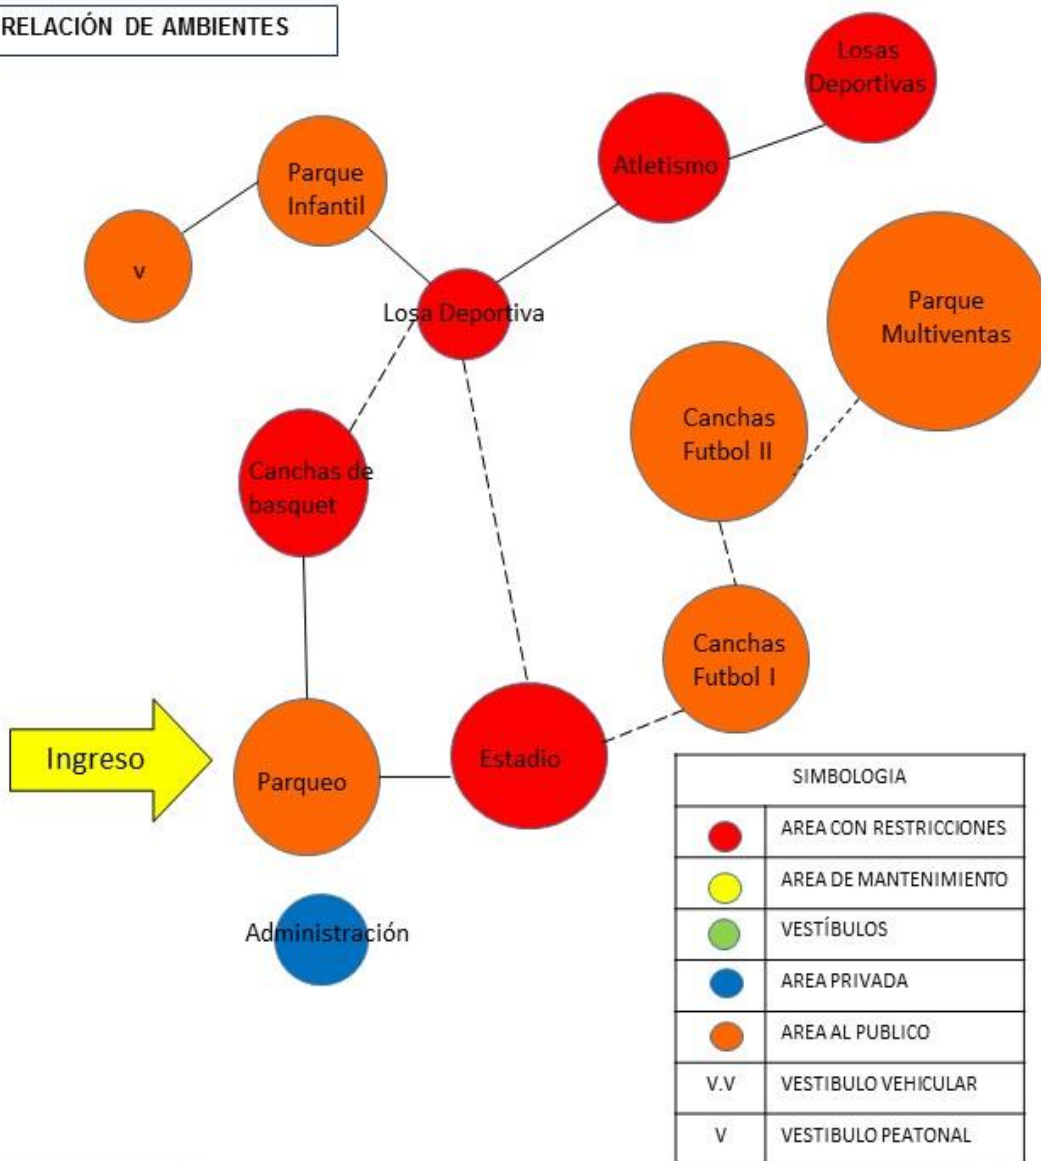 RELACIÓN DE AMBIENTES
Losas
Deportivas
Atletismo
Parque
Infantil
v
Losa Deportiva
Parque
Multiventas
Canchas
Futbol II
Canchas de
basquet
Canchas
Futbol I
Ingreso
Parqueo
Estadio
Administración
SIMBOLOGIA
AREA CON RESTRICCIONES
AREA DE MANTENIMIENTO
VESTÍBULOS
AREA PRIVADA
AREA AL PUBLICO
V.V VESTIBULO VEHICULAR
V VESTIBULO PEATONAL